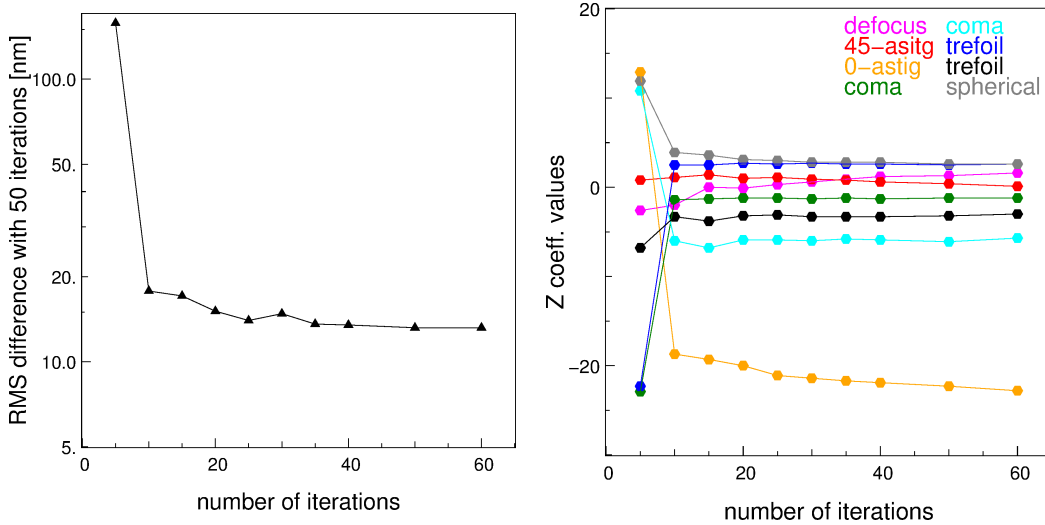 RMS difference with 50 iterations [nm]
100.0
50.
20.
10.0
5.
0 20 40 60
number of iterations
Z coeff. values
20
0
−20
defocus coma
45−asitg trefoil
0−astig trefoil
coma spherical
0 20 40 60
number of iterations